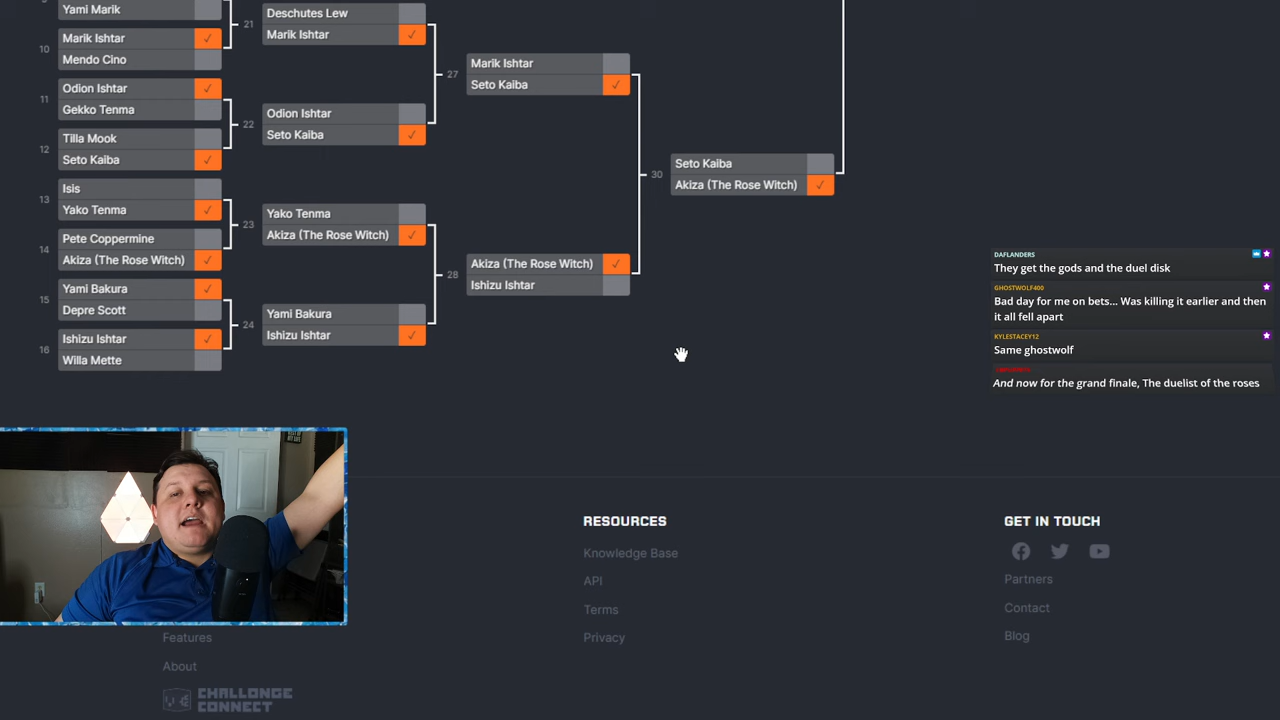 Yami Marik
10
Marik Ishtar
Mendo Cino
11
Odion Ishtar
Gekko Tenma
12
Tilla Mook
Seto Kaiba
13
Isis
Yako Tenma
14
Pete Coppermine
Akiza (The Rose Witch)
15
Yami Bakura
Depre Scott
16
Ishizu Ishtar
Willa Mette
21
Deschutes Lew
Marik Ishtar
22
Odion Ishtar
Seto Kaiba
23
Yako Tenma
Akiza (The Rose Witch)
24
Yami Bakura
Ishizu Ishtar
27
Marik Ishtar
Seto Kaiba
28
Akiza (The Rose Witch)
Ishizu Ishtar
30
Seto Kaiba
Akiza (The Rose Witch)
DAFLANDERS
They get the gods and the duel disk
GHOSTWOLF400
Bad day for me on bets... Was killing it earlier and then
it all fell apart
KYLESTACEY12
Same ghostwolf
And now for the grand finale, The duelist of the roses
Features
About
CHALLONGE
CONNECT
RESOURCES
Knowledge Base
API
Terms
Privacy
GET IN TOUCH
Partners
Contact
Blog